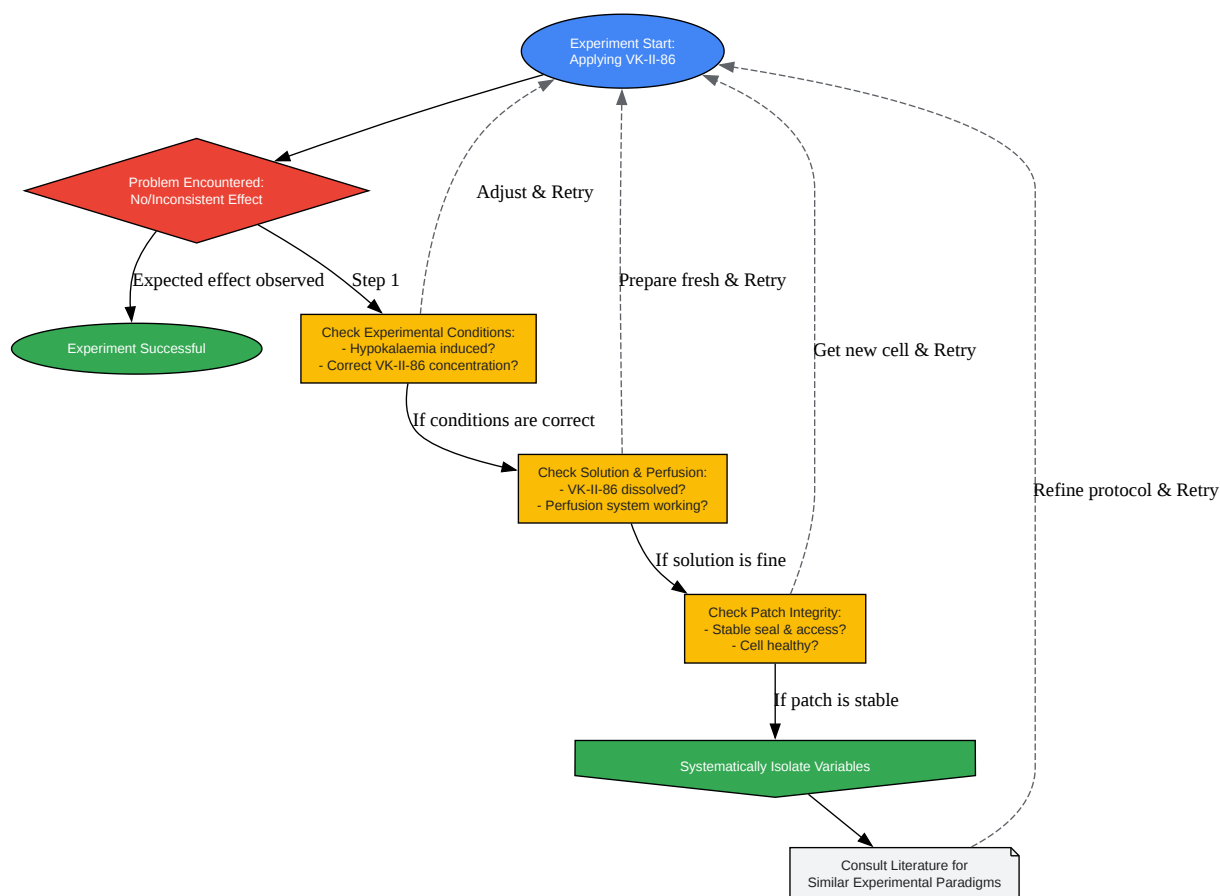 Experiment Start:
Applying VK-II-86
Problem Encountered:
No/Inconsistent Effect
Adjust & Retry
Expected effect observed
Step 1
Prepare fresh & Retry
Experiment Successful
Check Experimental Conditions:
- Hypokalaemia induced?
- Correct VK-II-86 concentration?
Get new cell & Retry
If conditions are correct
Check Solution & Perfusion:
- VK-II-86 dissolved?
- Perfusion system working?
Refine protocol & Retry
If solution is fine
Check Patch Integrity:
- Stable seal & access?
- Cell healthy?
If patch is stable
Systematically Isolate Variables
Consult Literature for
Similar Experimental Paradigms